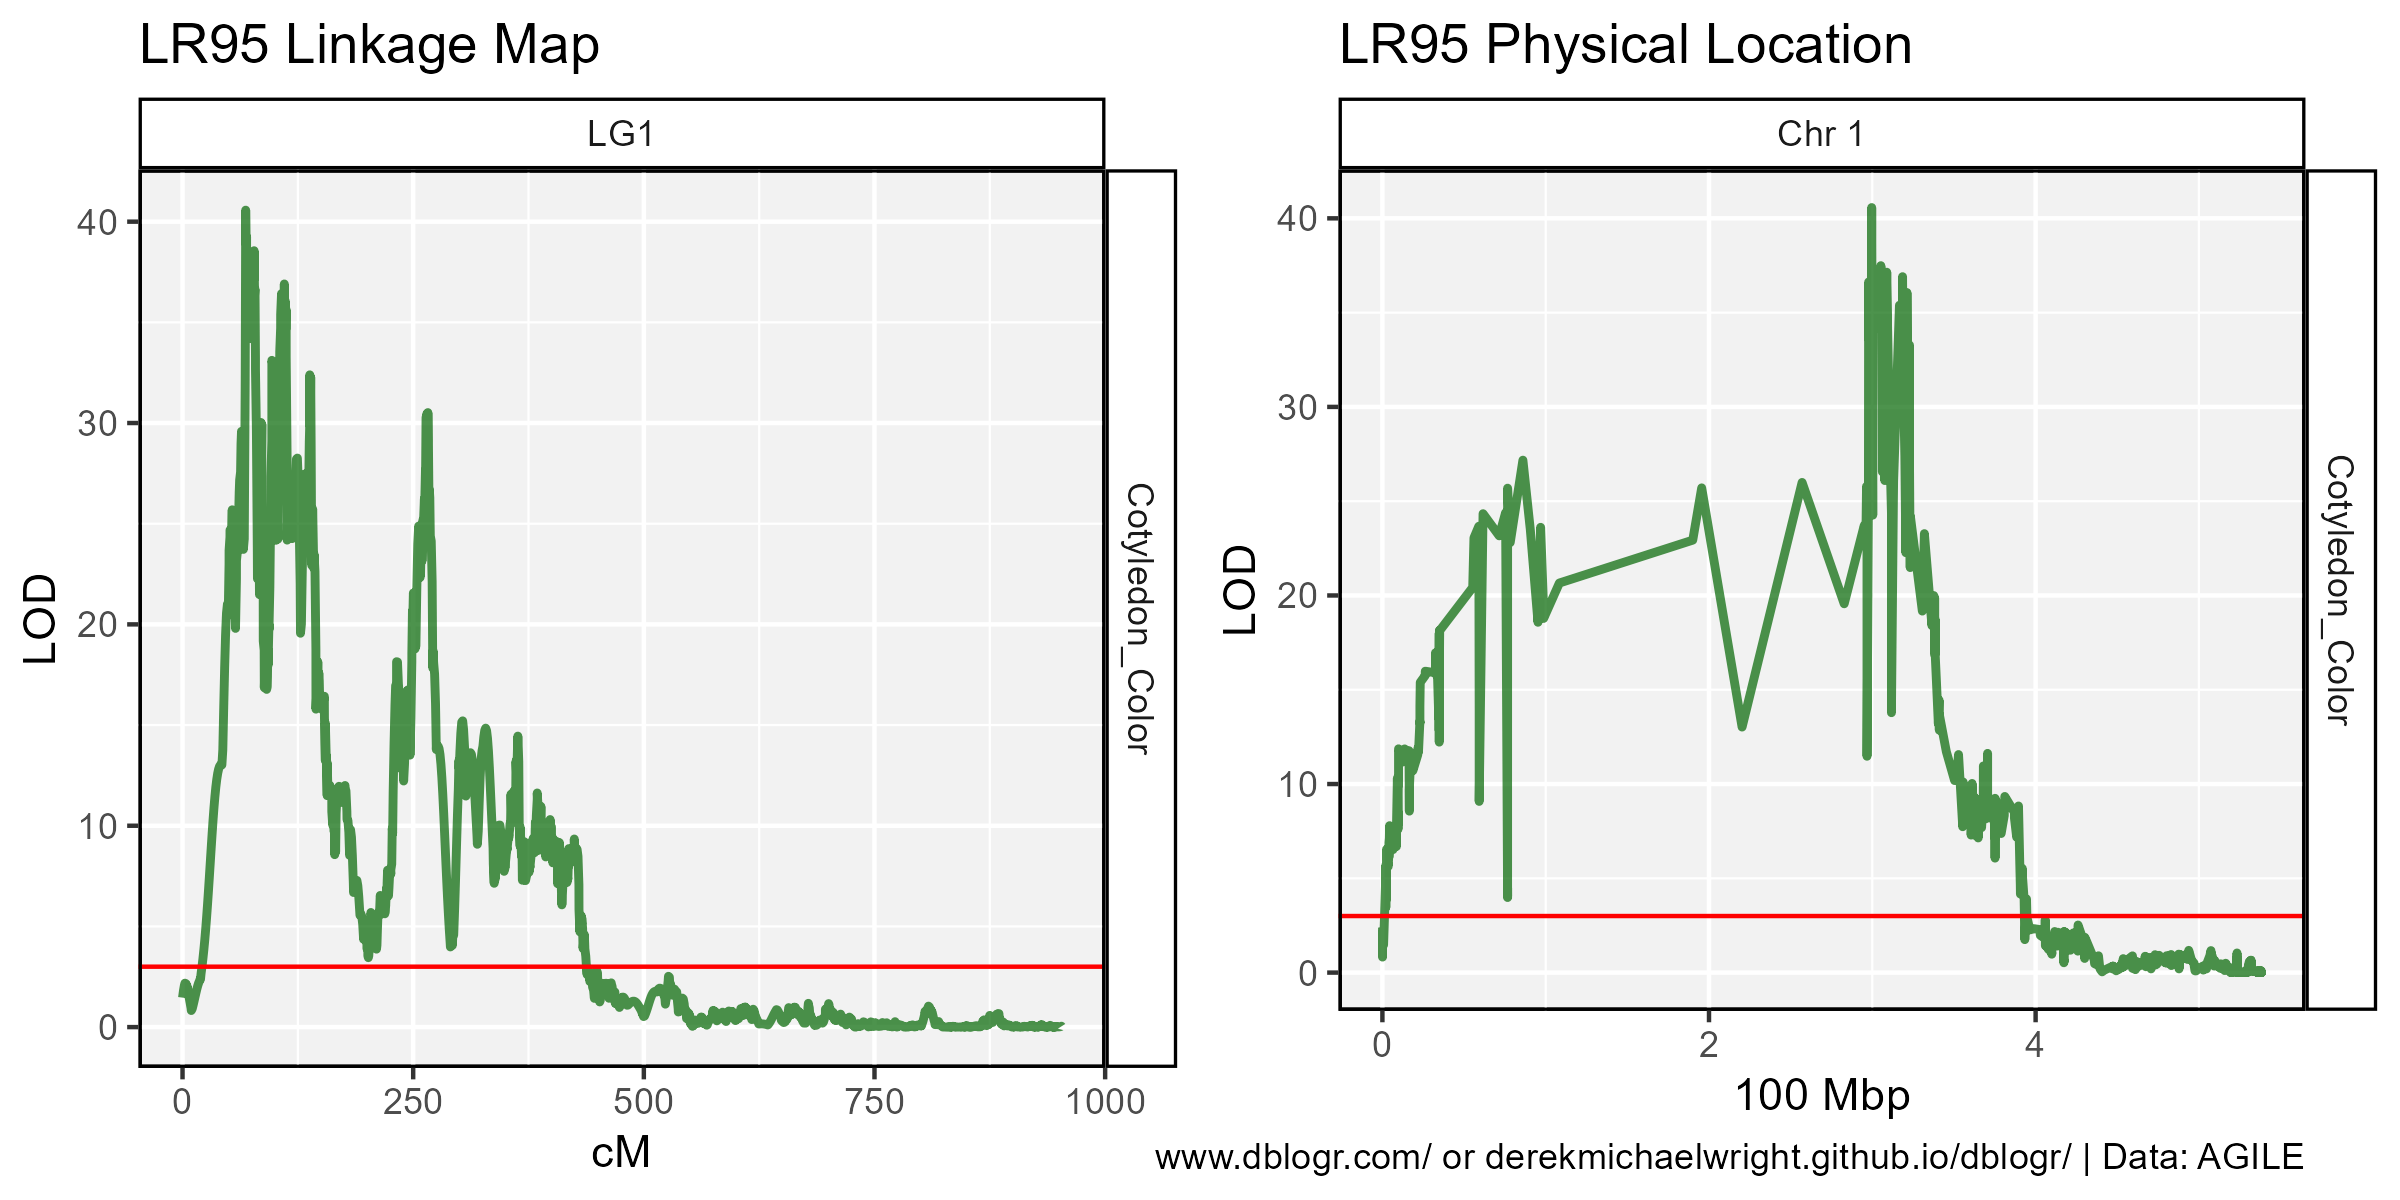 LR95 Linkage Map
LG1
LOD
40
30
20
10
0
0 250 500 750 1000
cM
Cotyledon_Color
LR95 Physical Location
Chr 1
LOD
40
30
20
10
0
0 2 4
100 Mbp
Cotyledon_Color
www.dblogr.com/ or derekmichaelwright.github.io/dblogr/ | Data: AGILE